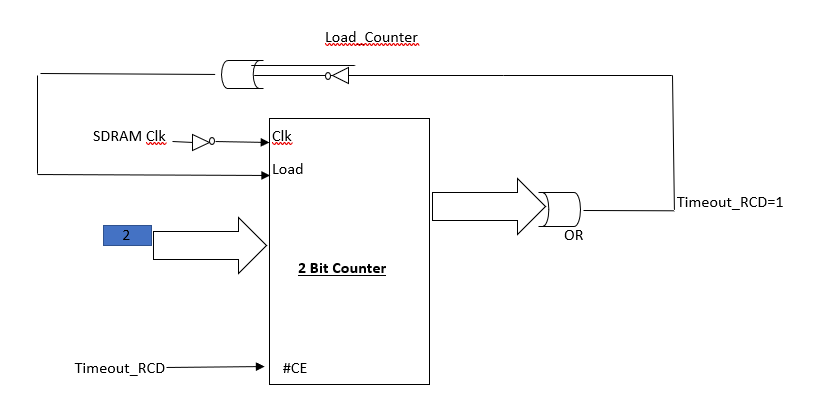 Load_Counter
SDRAM Clk
Clk
Load
Timeout_RCD=1
2
OR
2 Bit Counter
Timeout_RCD
#CE